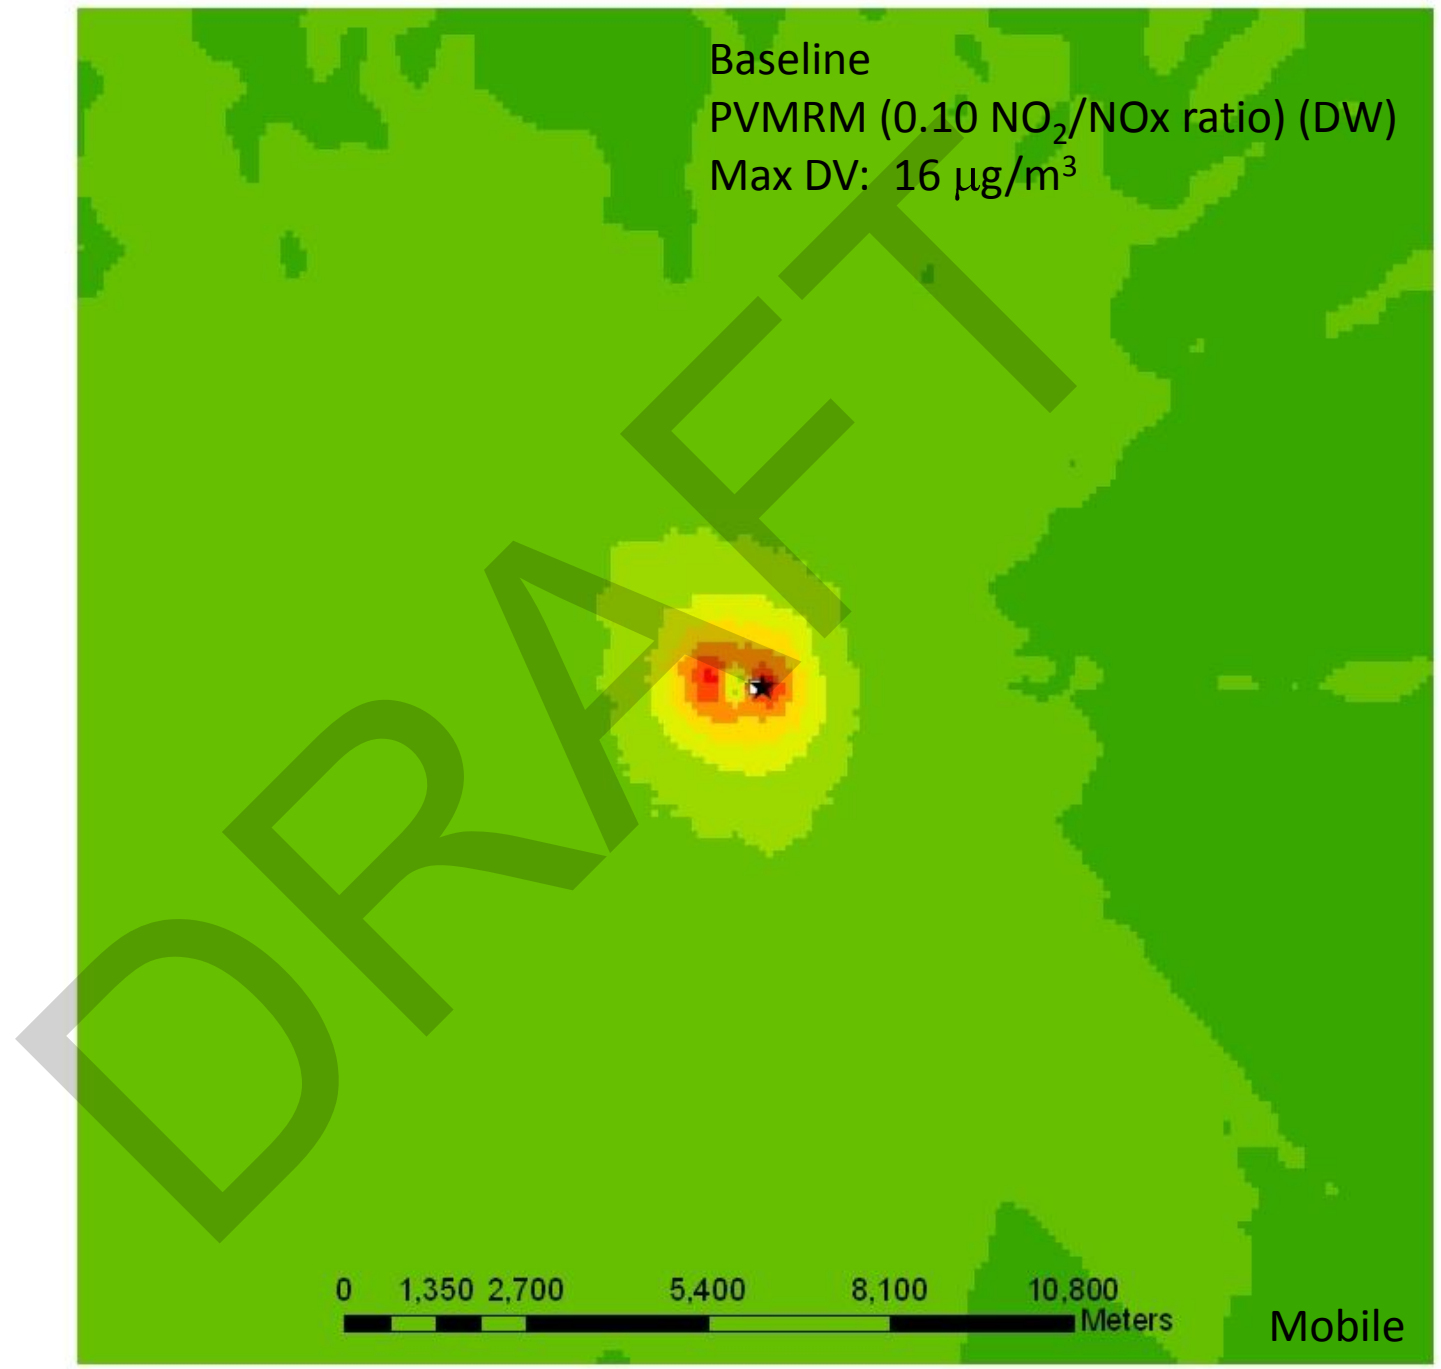 Baseline
PVMRM (0.10 NO₂/NOx ratio) (DW)
Max DV: 16 μg/m³
DRAFT
0 1,350 2,700 5,400 8,100 10,800
Meters
Mobile